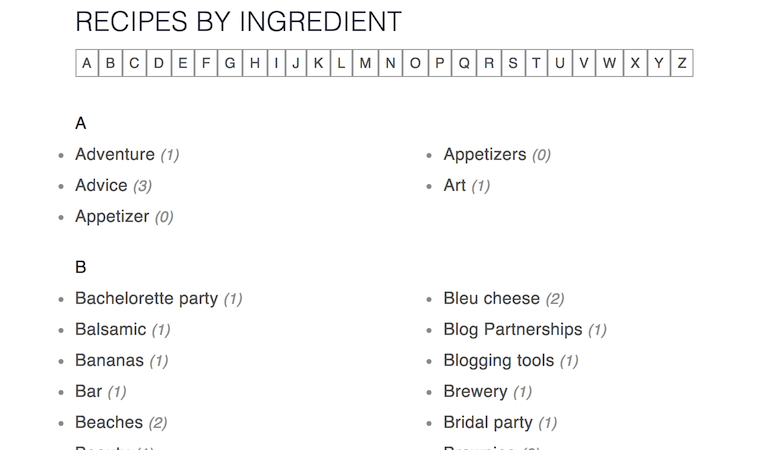 RECIPES BY INGREDIENT
A B C D E F G H I J K L M N O P Q R S T U V W X Y Z
A
Adventure (1)
Advice (3)
Appetizer (0)
Appetizers (0)
Art (1)
B
Bachelorette party (1)
Balsamic (1)
Bananas (1)
Bar (1)
Beaches (2)
Bleu cheese (2)
Blog Partnerships (1)
Blogging tools (1)
Brewery (1)
Bridal party (1)